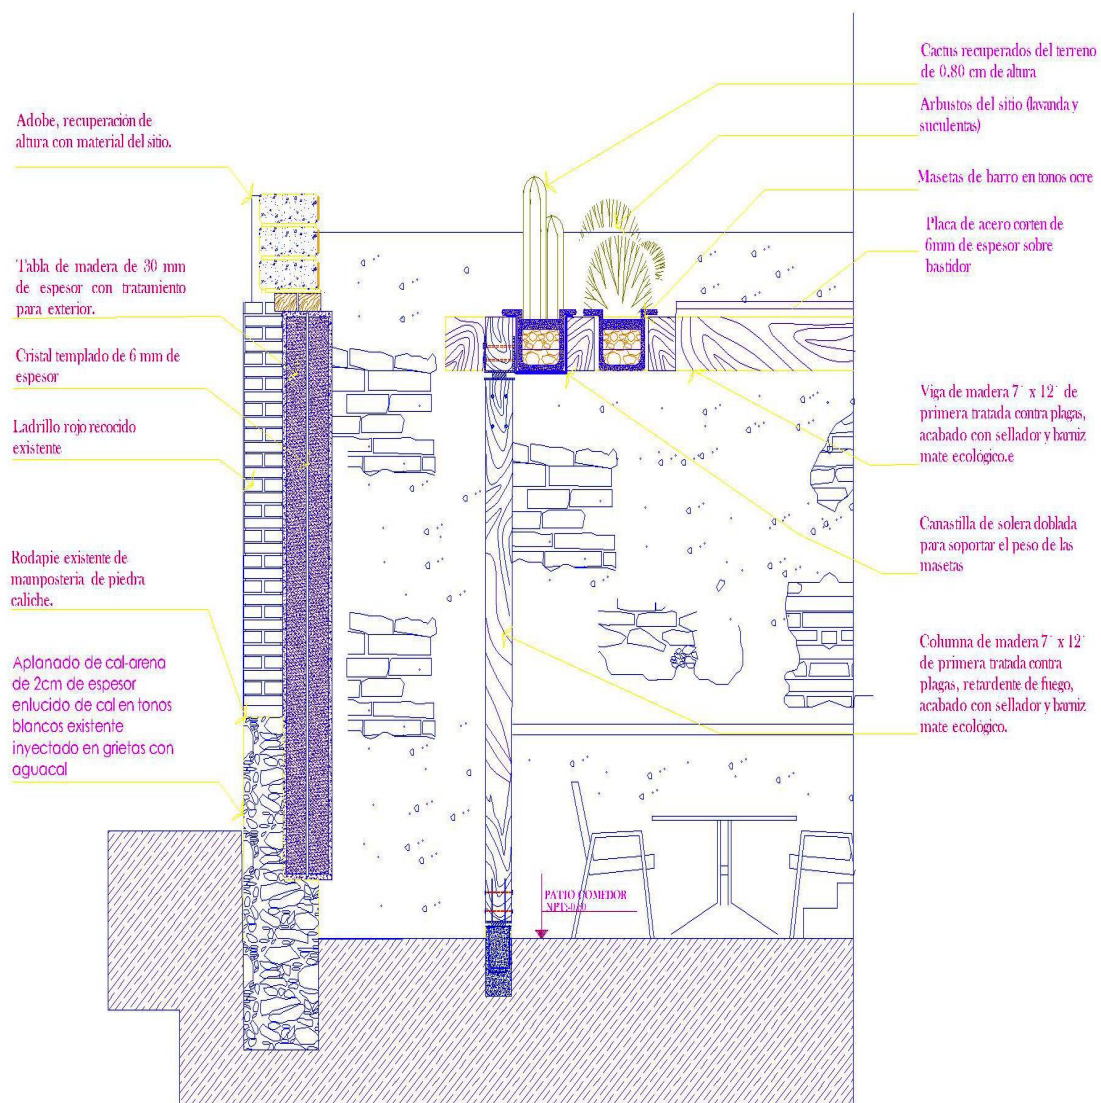 Adobe, recuperación de
altura con material del sitio.
Tabla de madera de 30 mm
de espesor con tratamiento
para exterior.
Cristal templado de 6 mm de
espesor
Ladrillo rojo recocido
existente
Rodapie existente de
mamposteria de piedra
caliche.
Aplanado de cal-arena
de 2cm de espesor
enlucido de cal en tonos
blancos existente
inyectado en grietas con
aguacal
Cactus recuperados del terreno
de 0.80 cm de altura
Arbustos del sitio (lavanda y
suculentas)
Masetas de barro en tonos ocre
Placa de acero corten de
6mm de espesor sobre
bastidor
Viga de madera 7¨ x 12¨ de
primera tratada contra plagas,
acabado con sellador y barniz
mate ecológico.e
Canastilla de solera doblada
para soportar el peso de las
masetas
Columna de madera 7¨ x 12¨
de primera tratada contra
plagas, retardente de fuego,
acabado con sellador y barniz
mate ecológico.
PATIO COMEDOR